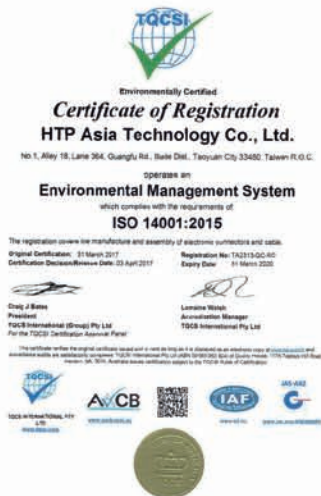 TQCSI
Environmentally Certified
Certificate of Registration
HTP Asia Technology Co., Ltd.
No.1, Alley 18, Lane 364, Guangfu Rd., Bade Dist., Taoyuan City 33450, Taiwan R.O.C.
operates an
Environmental Management System
which complies with the requirements of
ISO 14001:2015
The registration covers the manufacture and assembly of electronic connectors and cable.
Original Certification: 31 March 2017
Registration No:
Certification Decision/Reissue Date: 03 April 2017
Expiry Date: 31 March 2020
Craig J Bates
President
TQCS International (Group) Pty Ltd
For the TQCSI Certification Approval Panel
Lorraine Walsh
Accreditation Manager
TQCS International Pty Ltd
TQCSI
TQCS INTERNATIONAL PTY
LTD
AWCB
IAF
JAS-ANZ